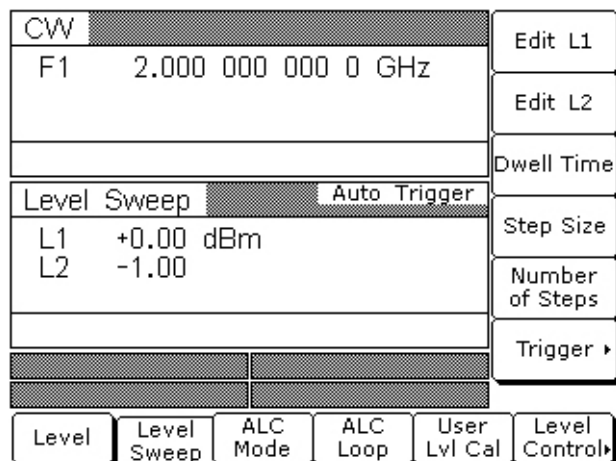 CW
F1 2.000 000 000 0 GHz
Level Sweep Auto Trigger
L1 +0.00 dBm
L2 -1.00
Edit L1
Edit L2
Dwell Time
Step Size
Number
of Steps
Trigger
Level
Level
Sweep
ALC
Mode
ALC
Loop
User
Lvl Cal
Level
Control